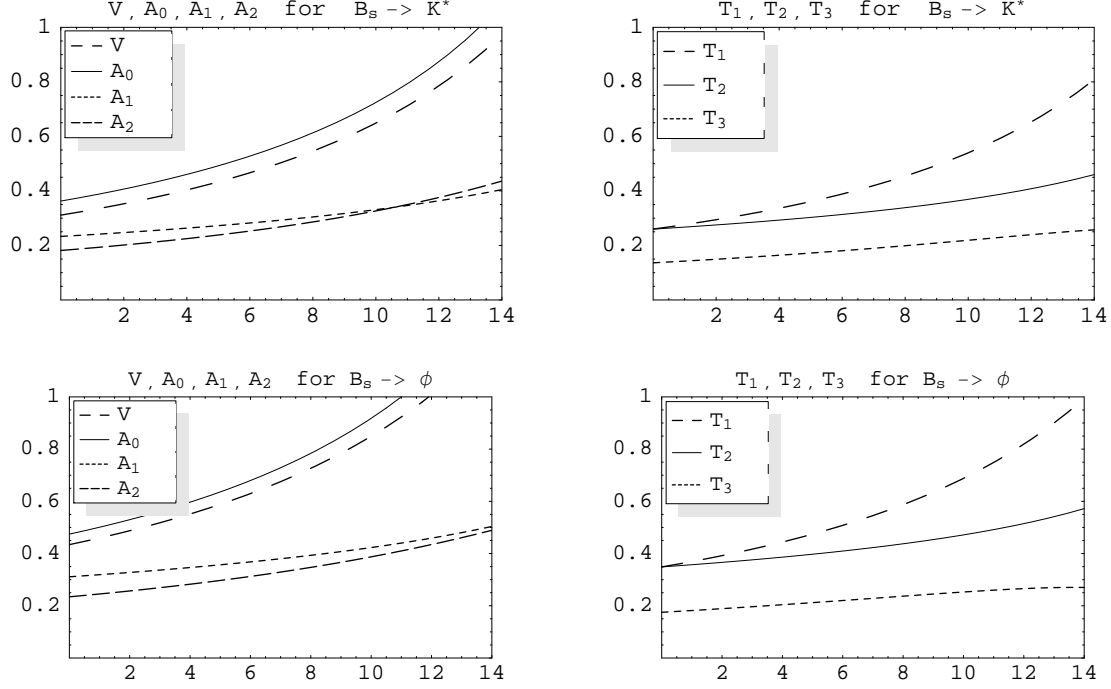 V , A₀ , A₁ , A₂ for Bₛ -> K*
1
0.8
0.6
0.4
0.2
V
A₀
A₁
A₂
2 4 6 8 10 12 14
T₁ , T₂ , T₃ for Bₛ -> K*
1
0.8
0.6
0.4
0.2
T₁
T₂
T₃
2 4 6 8 10 12 14
V , A₀ , A₁ , A₂ for Bₛ -> ϕ
1
0.8
0.6
0.4
0.2
V
A₀
A₁
A₂
2 4 6 8 10 12 14
T₁ , T₂ , T₃ for Bₛ -> ϕ
1
0.8
0.6
0.4
0.2
T₁
T₂
T₃
2 4 6 8 10 12 14